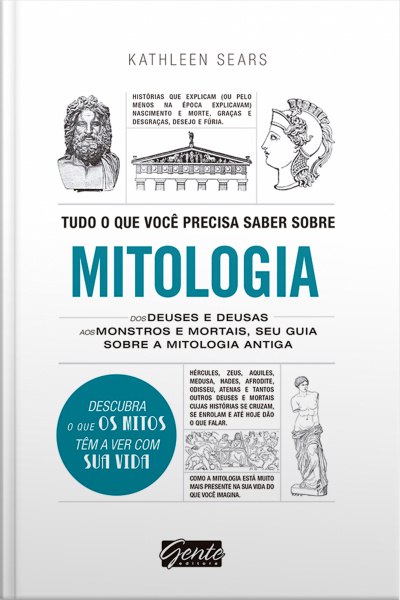 KATHLEEN SEARS
HISTÓRIAS QUE EXPLICAM (OU PELO
MENOS NA ÉPOCA EXPLICAVAM)
NASCIMENTO E MORTE, GRAÇAS E
DESGRAÇAS, DESEJO E FÚRIA.
TUDO O QUE VOCÊ PRECISA SABER SOBRE
MITOLOGIA
DOS DEUSES E DEUSAS
AOS MONSTROS E MORTAIS, SEU GUIA
SOBRE A MITOLOGIA ANTIGA
DESCUBRA
O QUE OS MITOS
TÊM A VER COM
SUA VIDA
HÉRCULES, ZEUS, AQUILES,
MEDUSA, HADES, AFRODITE,
ODISSEU, ATENAS E TANTOS
OUTROS DEUSES E MORTAIS
CUJAS HISTÓRIAS SE CRUZAM,
SE ENROLAM E ATÉ HOJE DÃO
O QUE FALAR.
COMO A MITOLOGIA ESTÁ MUITO
MAIS PRESENTE NA SUA VIDA DO
QUE VOCÊ IMAGINA.
Gente
editora